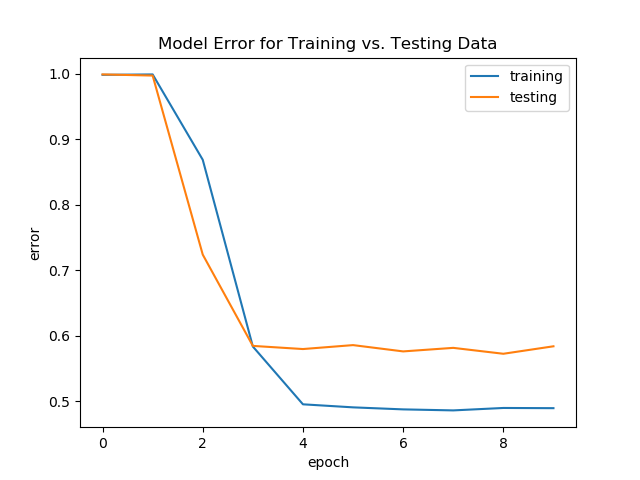 Model Error for Training vs. Testing Data
training
testing
1.0
0.9
0.8
0.7
0.6
0.5
error
0
2
4
6
8
epoch